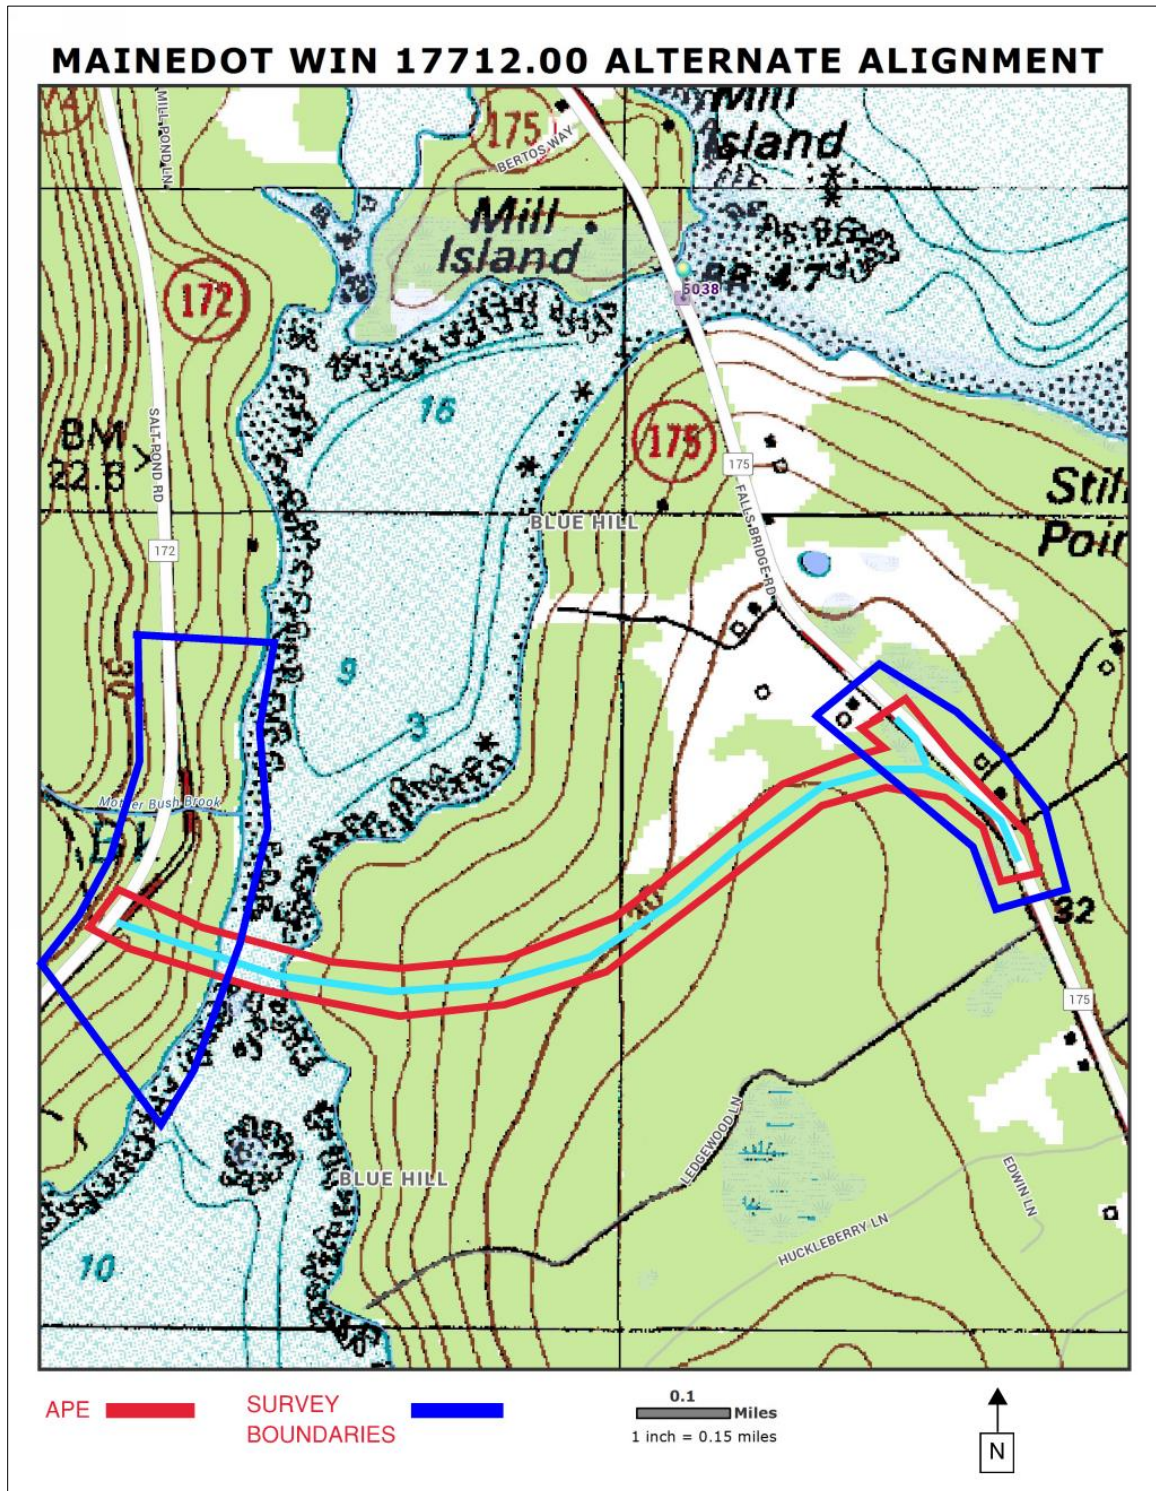 MAINEDOT WIN 17712.00 ALTERNATE ALIGNMENT
MILL POND LN
175
BERTOS WAY
Mill
Island
Mill
Island
172
5038
16
175
BM
22.8
SALT POND RD
175
FALLS BRIDGE RD
BLUE HILL
172
30
9
3
Mother Bush Brook
32
175
LEDGEWOOD LN
BLUE HILL
EDWIN LN
HUCKLEBERRY LN
10
APE
SURVEY
BOUNDARIES
0.1
Miles
1 inch = 0.15 miles
N